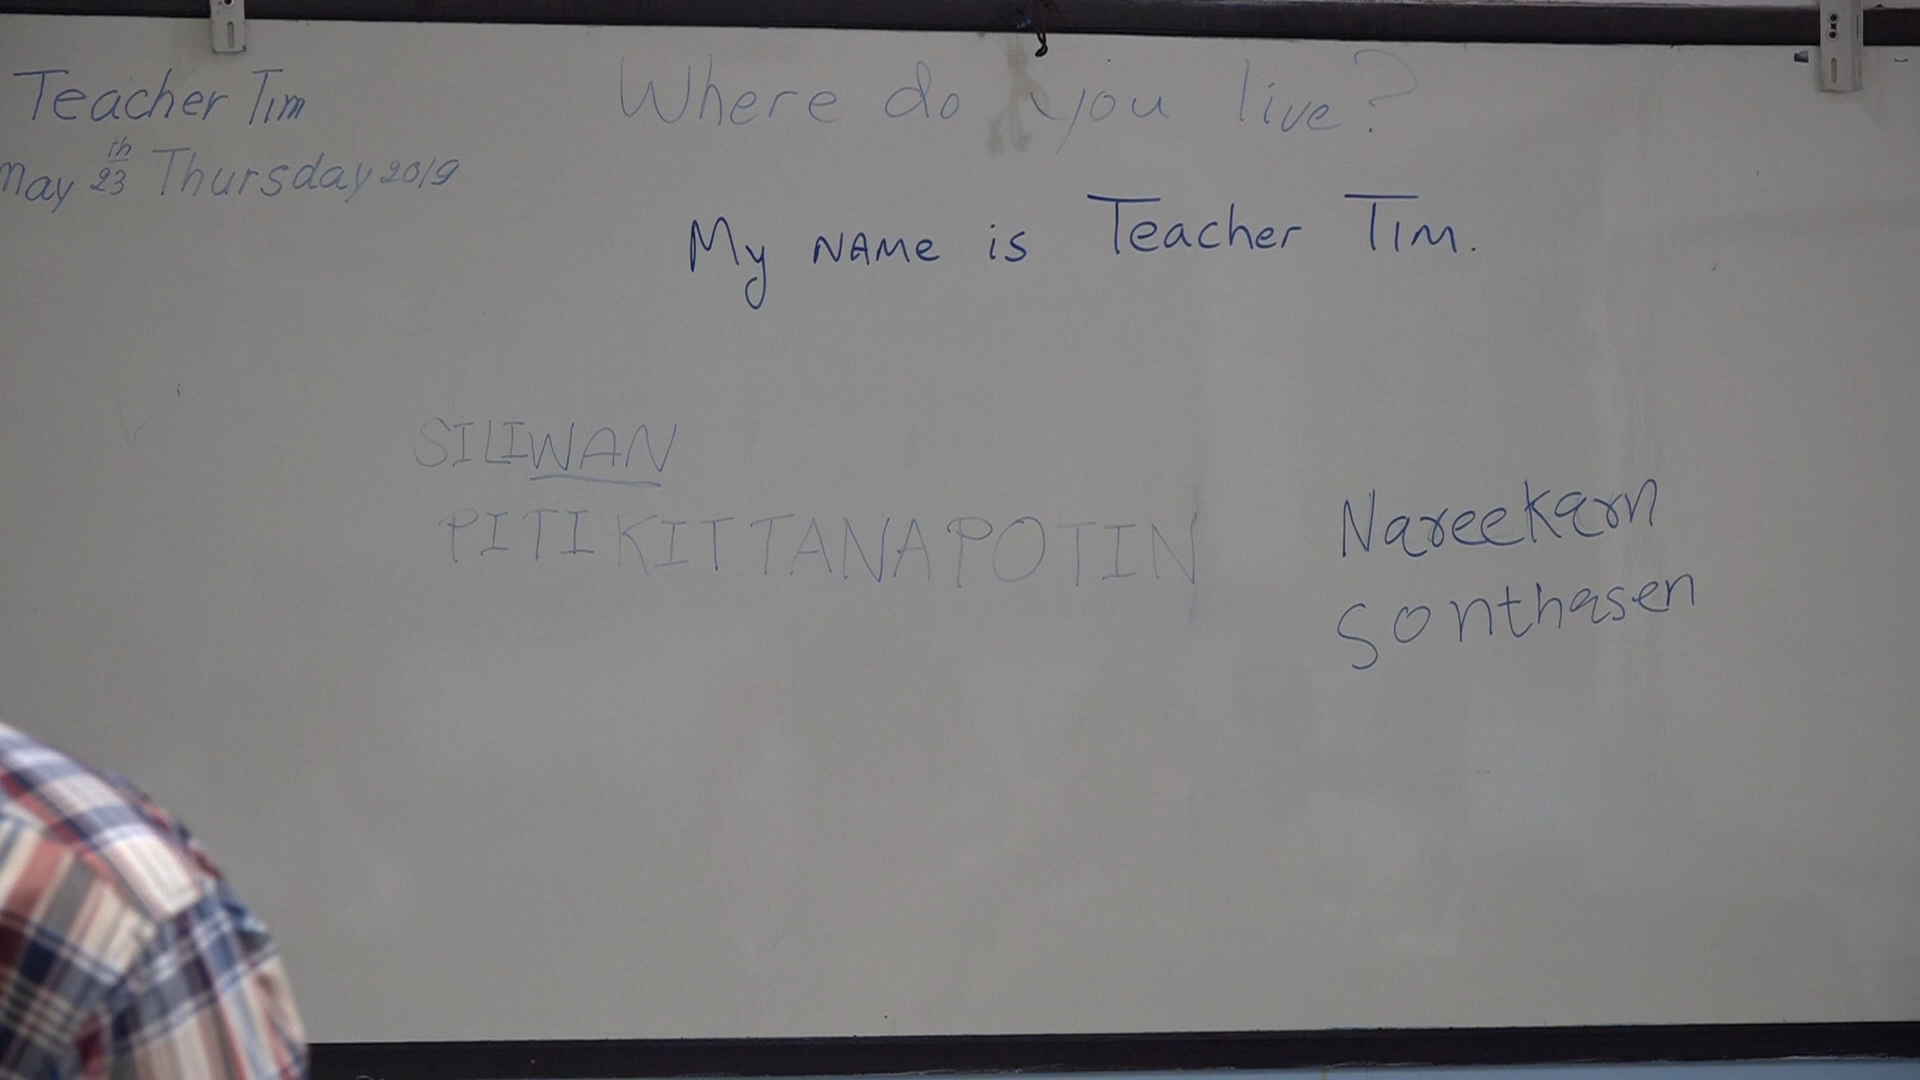 Teacher Tim
May 23th Thursday 2019
Where do you live?
My NAMe is Teacher TIM.
SILIWAN
PITIKITTANAPOTIN
Nareekarn
Sonthasen